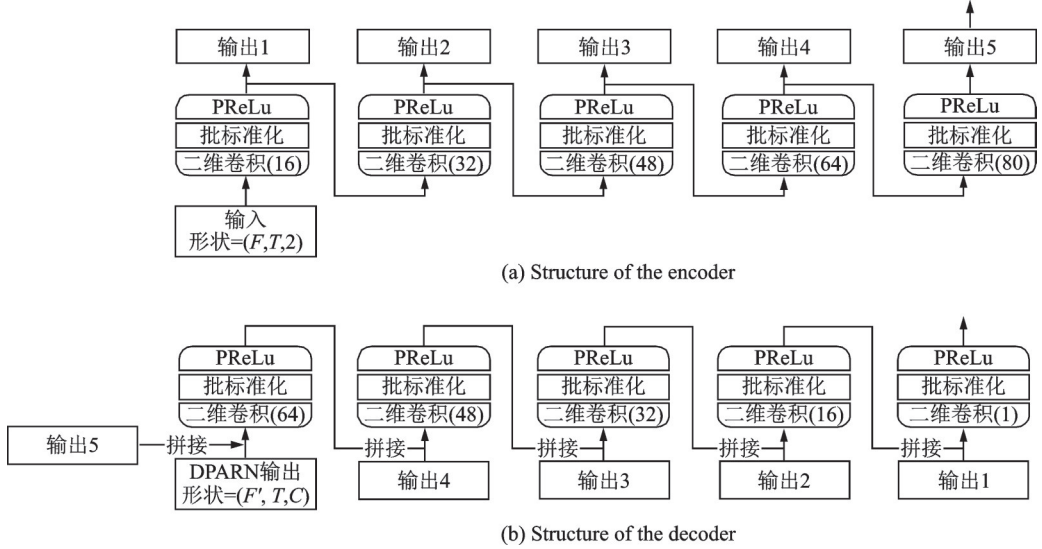 输出1 输出2 输出3 输出4 输出5
PReLu PReLu PReLu PReLu PReLu
批标准化 批标准化 批标准化 批标准化 批标准化
二维卷积(16) 二维卷积(32) 二维卷积(48) 二维卷积(64) 二维卷积(80)
输入
形状=(F,T,2)
(a) Structure of the encoder
PReLu PReLu PReLu PReLu PReLu
批标准化 批标准化 批标准化 批标准化 批标准化
二维卷积(64) 二维卷积(48) 二维卷积(32) 二维卷积(16) 二维卷积(1)
输出5 拼接 拼接 拼接 拼接 拼接
DPARN输出 输出4 输出3 输出2 输出1
形状=(F′, T,C)
(b) Structure of the decoder